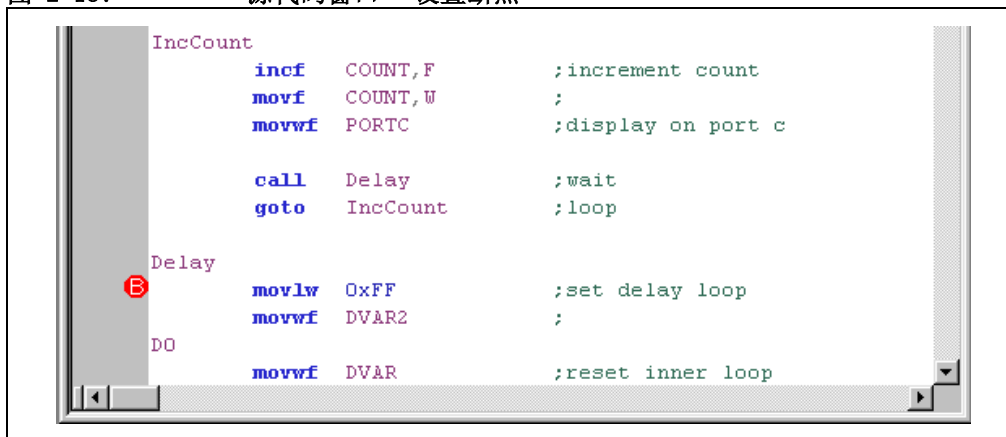 IncCount
incf COUNT,F ;increment count
movf COUNT,W ;
movwf PORTC ;display on port c
call Delay ;wait
goto IncCount ;loop
Delay
B movlw 0xFF ;set delay loop
movwf DVAR2 ;
D0
movwf DVAR ;reset inner loop